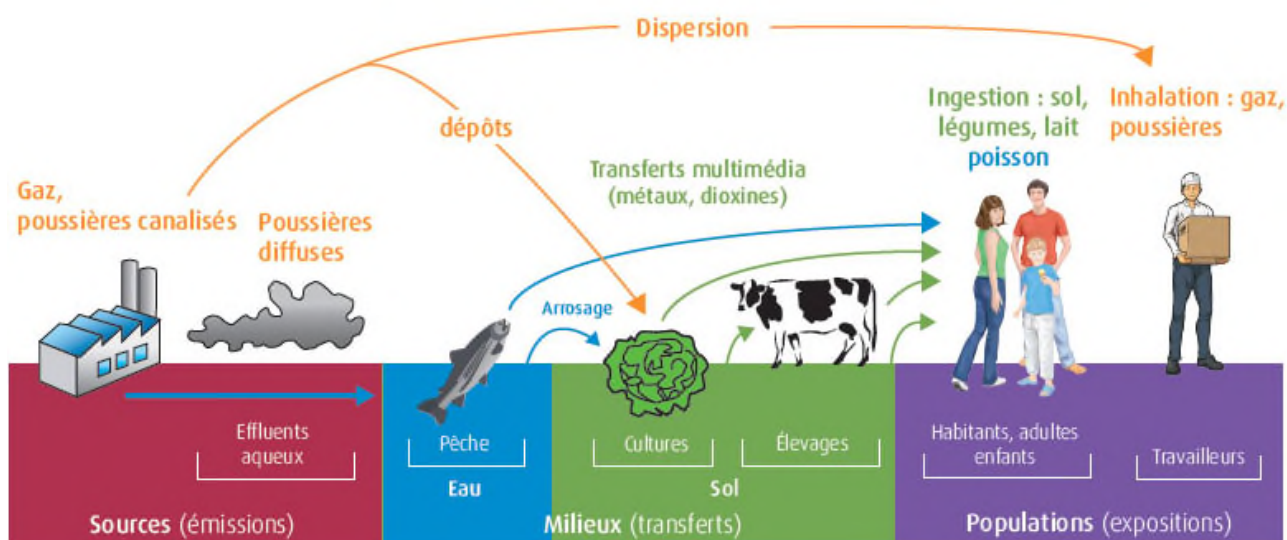 Dispersion
Ingestion : sol,
légumes, lait
poisson
Inhalation : gaz,
poussières
dépôts
Transferts multimédia
(métaux, dioxines)
Gaz,
poussières canalisés
Poussières
diffuses
Arrosage
Effluents
aqueux
Pêche
Cultures
Élevages
Habitants, adultes
enfants
Travailleurs
Eau
Sol
Sources (émissions)
Milieux (transferts)
Populations (expositions)